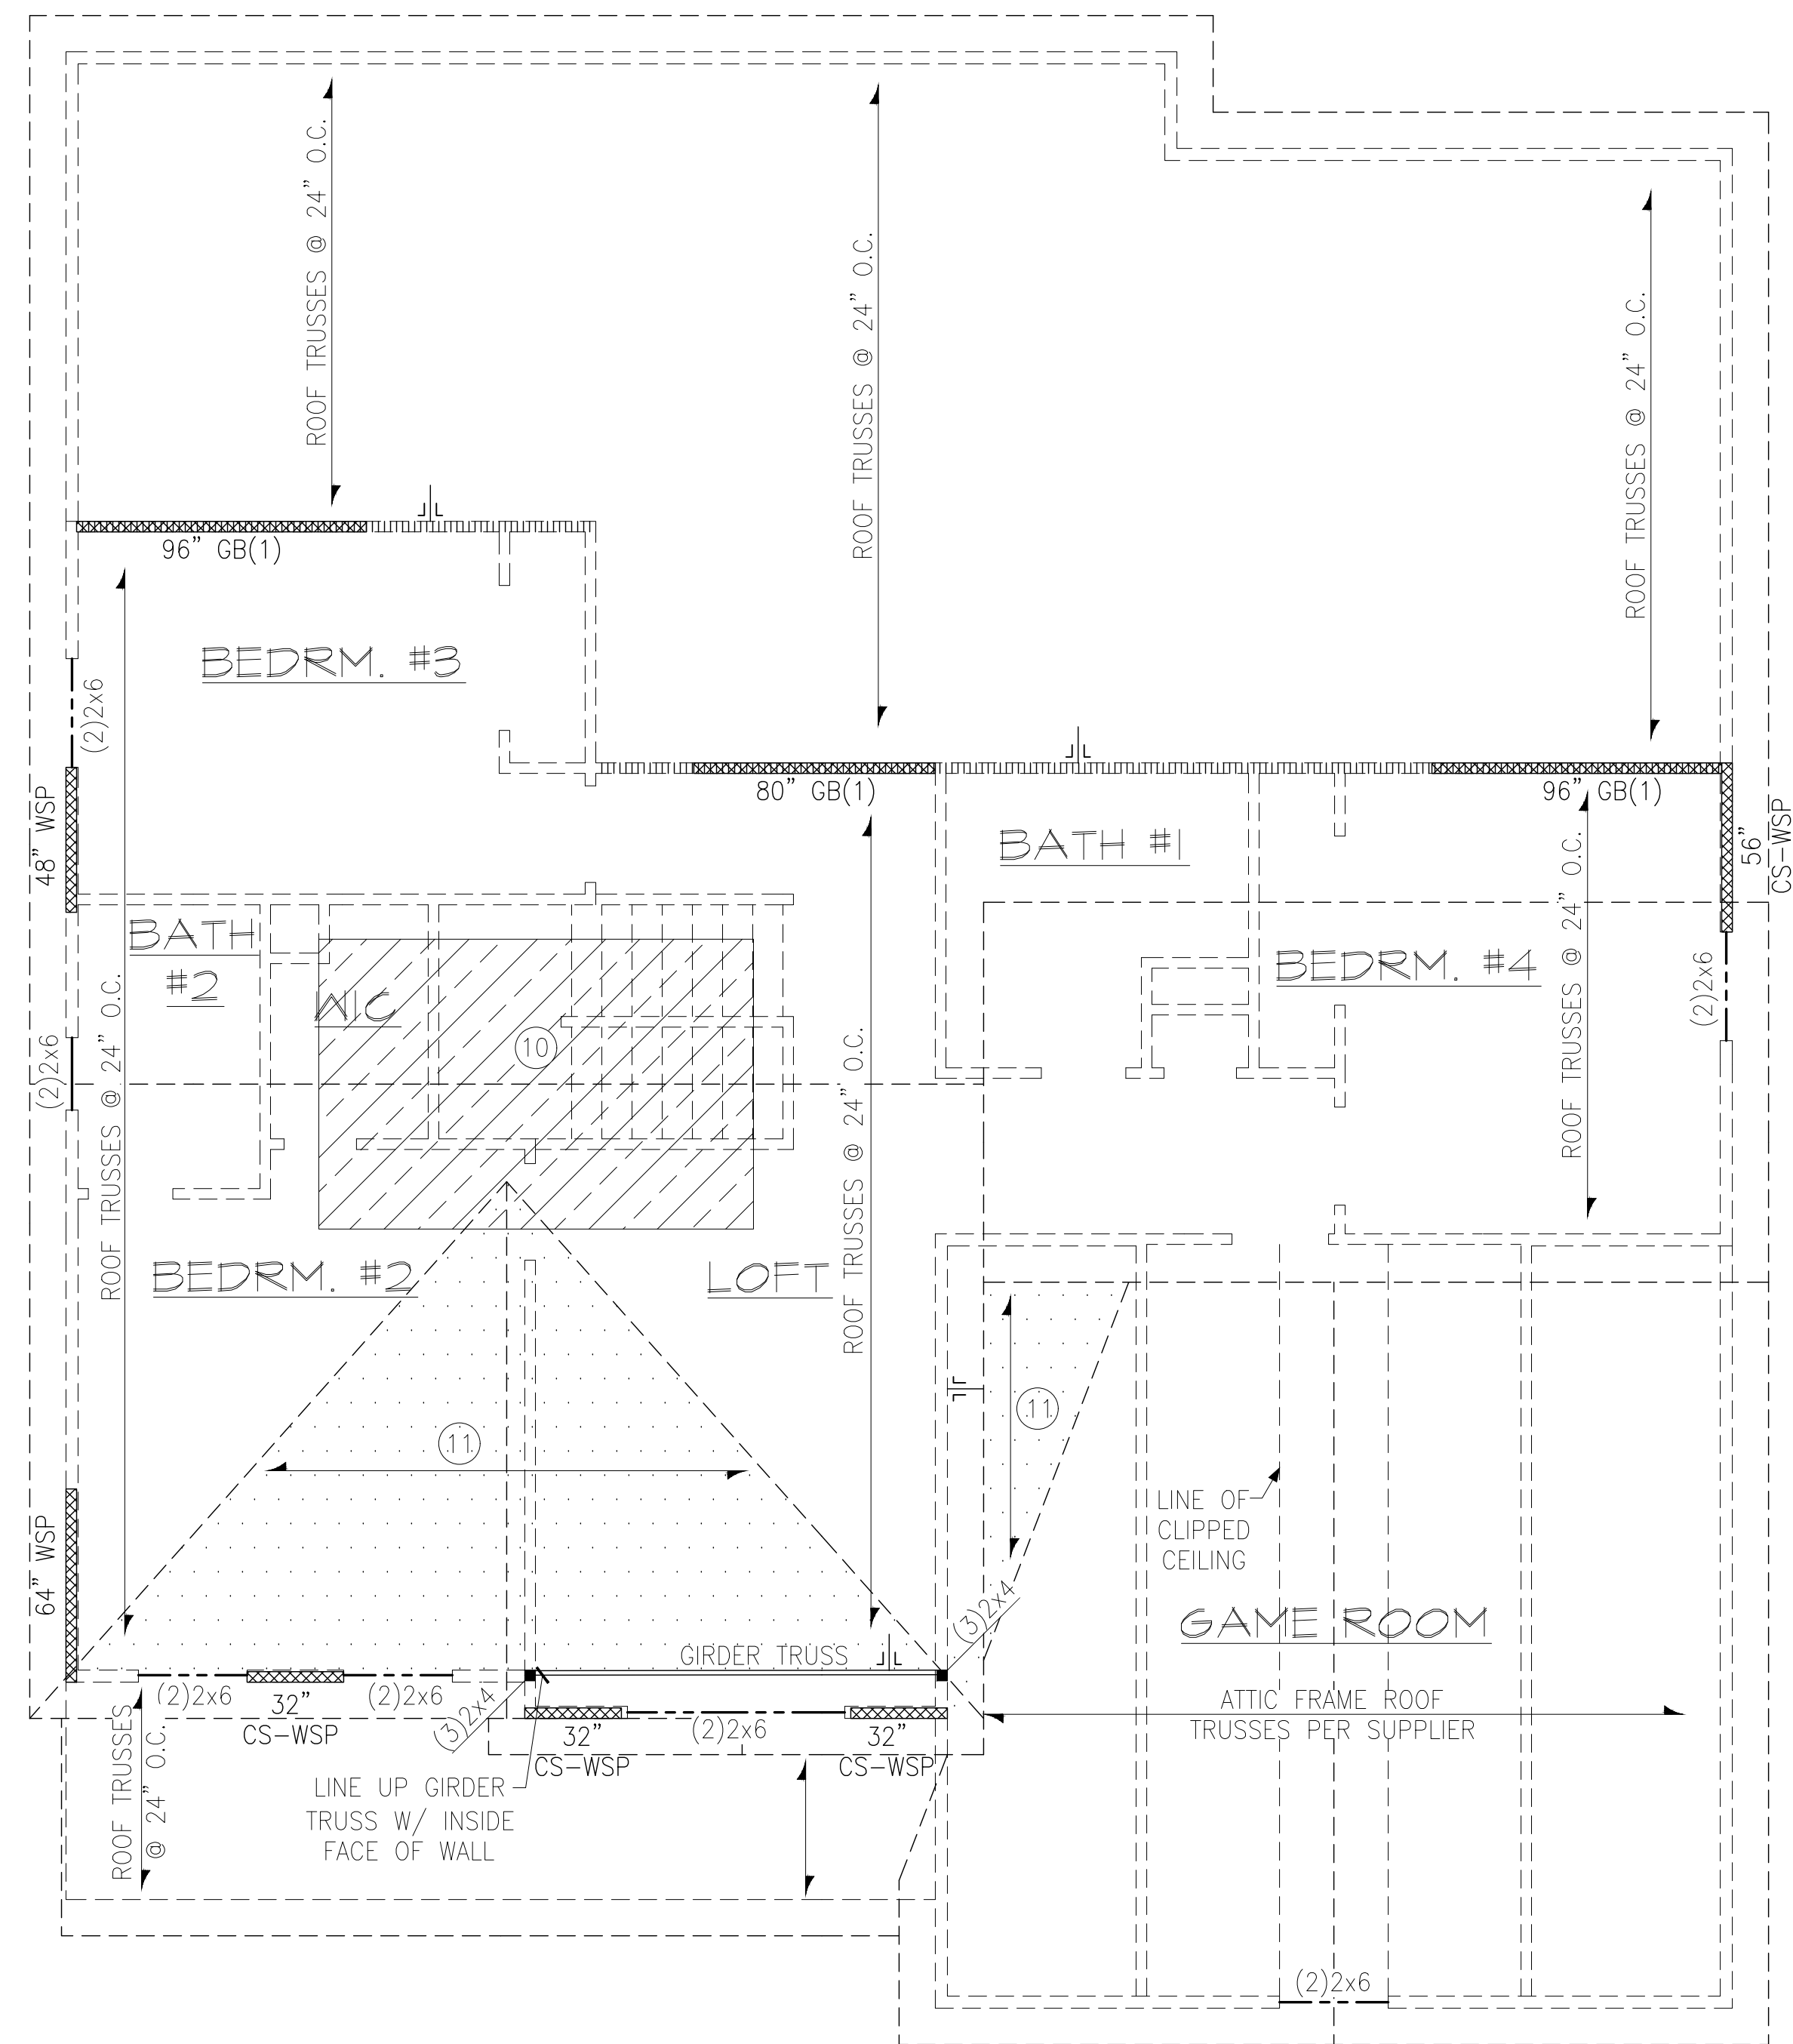 ROOF TRUSSES @ 24" O.C.
ROOF TRUSSES @ 24" O.C.
ROOF TRUSSES @ 24" O.C.
96" GB(1)
BEDRM. #3
(2)2x6
48" WSP
80" GB(1)
96" GB(1)
56"
CS-WSP
BATH #1
BATH
#2
WIC
10
BEDRM. #4
(2)2x6
(2)2x6
ROOF TRUSSES @ 24" O.C.
ROOF TRUSSES @ 24" O.C.
ROOF TRUSSES @ 24" O.C.
BEDRM. #2
LOFT
11
11
LINE OF
CLIPPED
CEILING
64" WSP
GAME ROOM
GIRDER TRUSS
(3)2x4
(2)2x6
32"
CS-WSP
(2)2x6
(3)2x4
32"
CS-WSP
(2)2x6
32"
CS-WSP
ATTIC FRAME ROOF
TRUSSES PER SUPPLIER
ROOF TRUSSES
@ 24" O.C.
LINE UP GIRDER
TRUSS W/ INSIDE
FACE OF WALL
(2)2x6